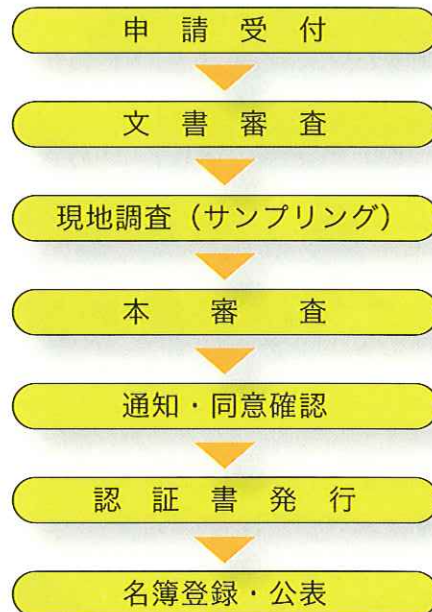 申請受付
文書審査
現地調査（サンプリング）
本審査
通知・同意確認
認証書発行
名簿登録・公表